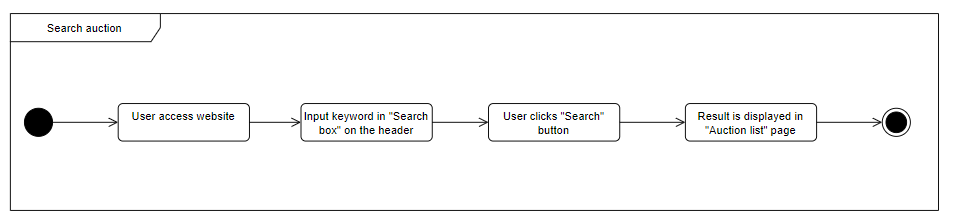 Search auction
User access website
Input keyword in "Search
box" on the header
User clicks "Search"
button
Result is displayed in
"Auction list" page